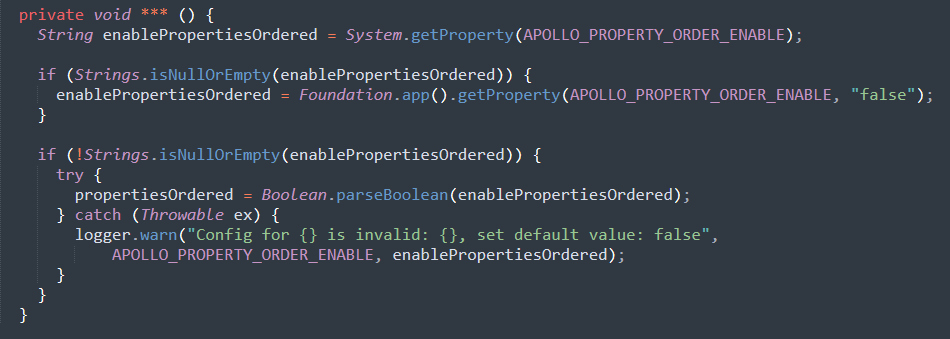 private void *** () {
  String enablePropertiesOrdered = System.getProperty(APOLLO_PROPERTY_ORDER_ENABLE);

  if (Strings.isNullOrEmpty(enablePropertiesOrdered)) {
    enablePropertiesOrdered = Foundation.app().getProperty(APOLLO_PROPERTY_ORDER_ENABLE, "false");
  }

  if (!Strings.isNullOrEmpty(enablePropertiesOrdered)) {
    try {
      propertiesOrdered = Boolean.parseBoolean(enablePropertiesOrdered);
    } catch (Throwable ex) {
      logger.warn("Config for {} is invalid: {}, set default value: false",
          APOLLO_PROPERTY_ORDER_ENABLE, enablePropertiesOrdered);
    }
  }
}